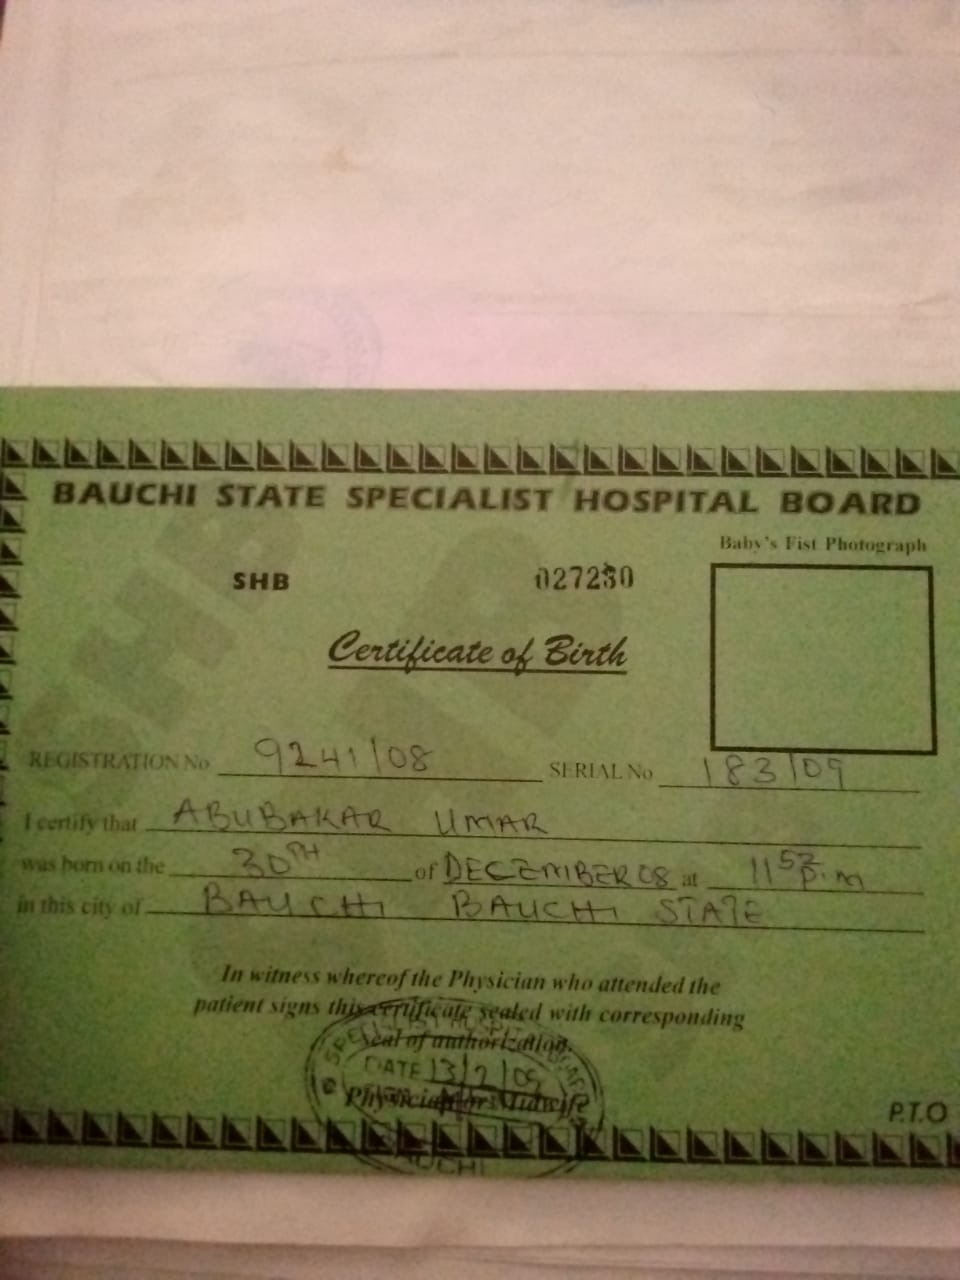 BAUCHI STATE SPECIALIST HOSPITAL BOARD
Baby's Fist Photograph
SHB 027230
Certificate of Birth
REGISTRATION No 9241/08 SERIAL No 183/09
I certify that ABUBAKAR UMAR
was born on the 30TH of DECEMBER 08 at 11 52 p.m
in this city of BAUCHI BAUCHI STATE
In witness whereof the Physician who attended the
patient signs this certificate sealed with corresponding
Seal of authorization.
DATE 13/2/09
Physician or Midwife
BAUCHI
P.T.O